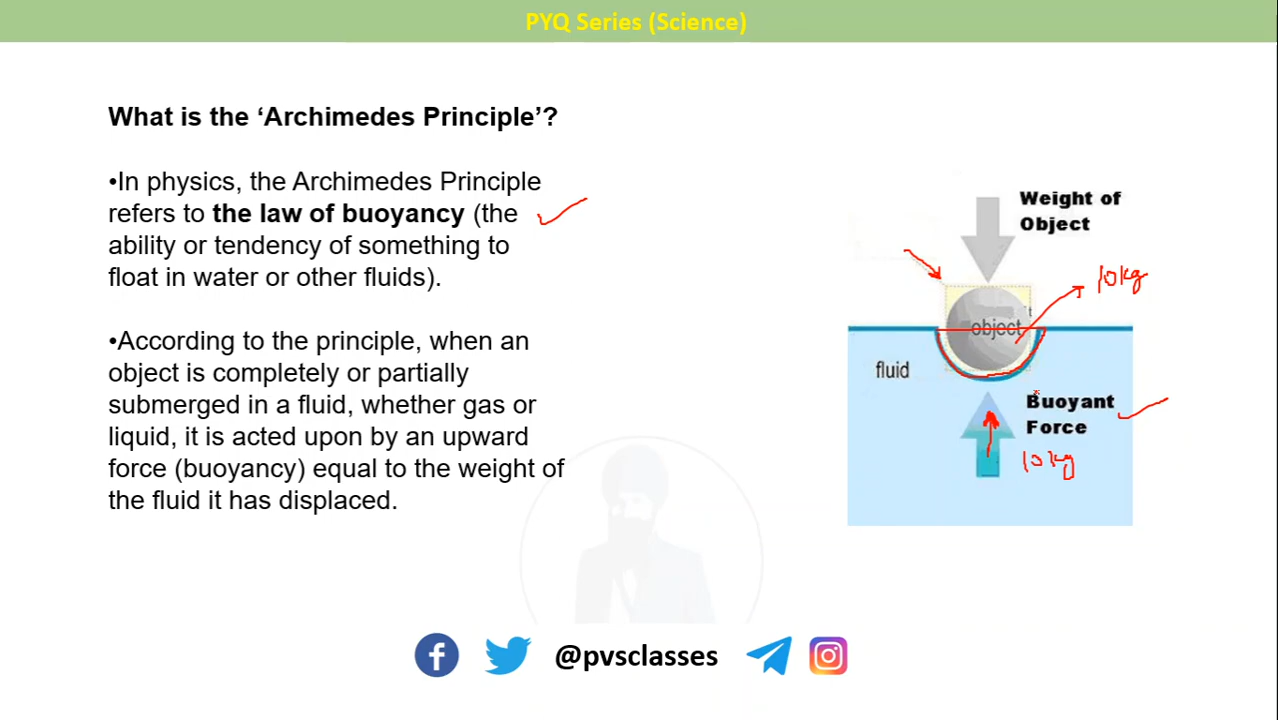 PYQ Series (Science)
What is the ‘Archimedes Principle’?
•In physics, the Archimedes Principle
refers to the law of buoyancy (the
ability or tendency of something to
float in water or other fluids).
•According to the principle, when an
object is completely or partially
submerged in a fluid, whether gas or
liquid, it is acted upon by an upward
force (buoyancy) equal to the weight of
the fluid it has displaced.
Weight of
Object
10kg
object
fluid
Buoyant
Force
10kg
@pvsclasses